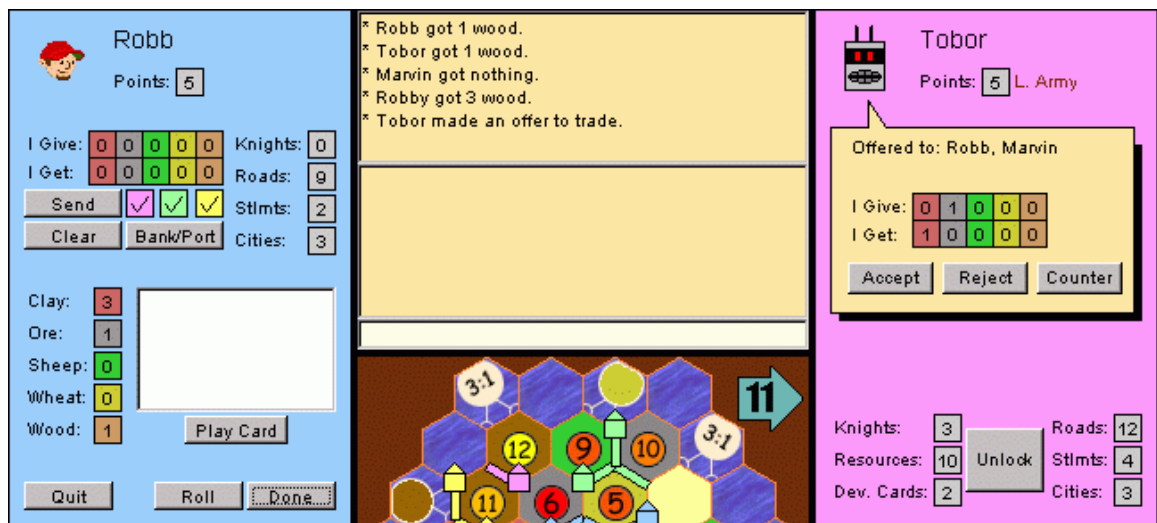 Robb
Points: 5
I Give: 0 0 0 0 0
I Get: 0 0 0 0 0
Send
Clear Bank/Port
Knights: 0
Roads: 9
Stlmts: 2
Cities: 3
Clay: 3
Ore: 1
Sheep: 0
Wheat: 0
Wood: 1
Play Card
Quit Roll Done
* Robb got 1 wood.
* Tobor got 1 wood.
* Marvin got nothing.
* Robby got 3 wood.
* Tobor made an offer to trade.
3:1
11
12 9 10 3:1
11 6 5
Tobor
Points: 5 L. Army
Offered to: Robb, Marvin
I Give: 0 1 0 0 0
I Get: 1 0 0 0 0
Accept Reject Counter
Knights: 3
Resources: 10
Dev. Cards: 2
Unlock
Roads: 12
Stlmts: 4
Cities: 3